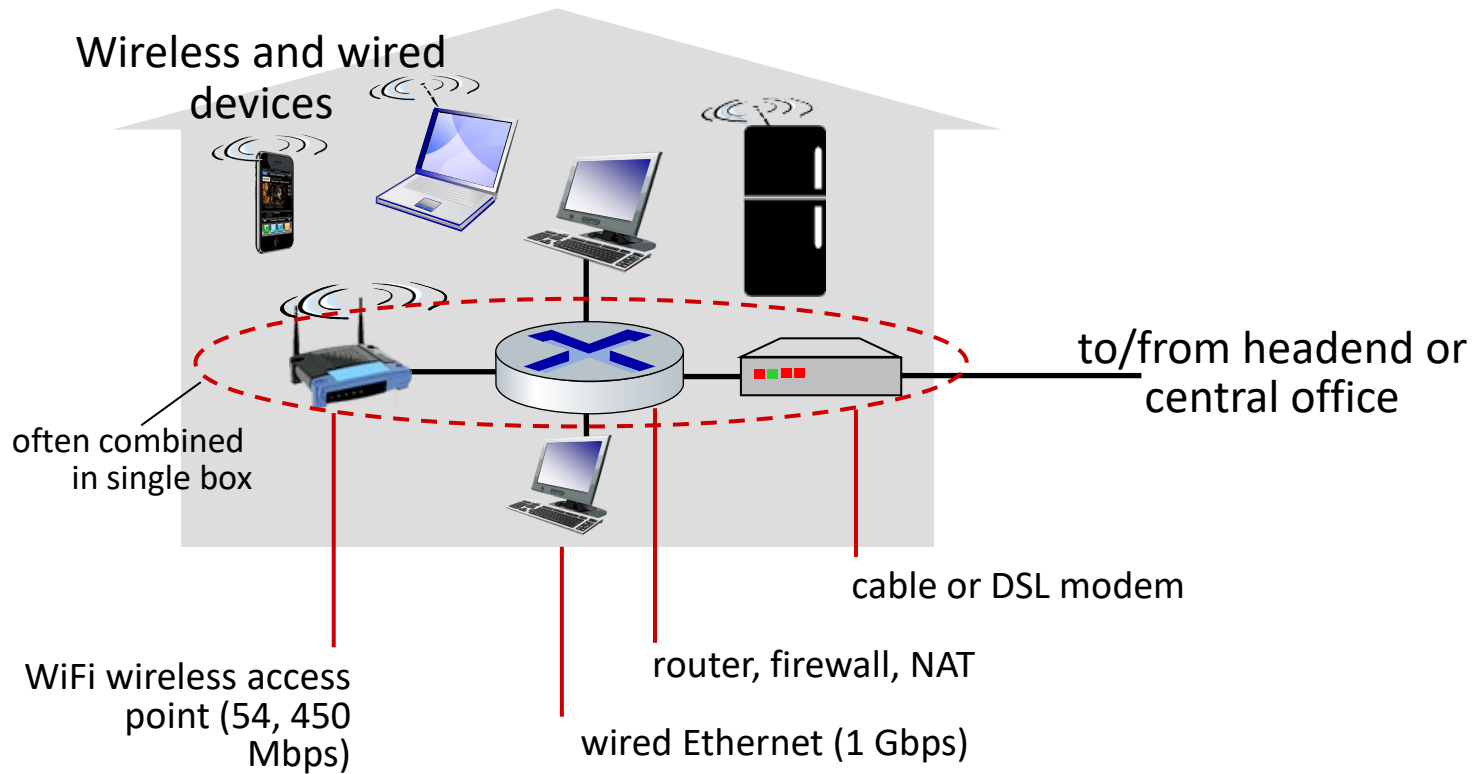 Wireless and wired
devices
to/from headend or
central office
often combined
in single box
cable or DSL modem
router, firewall, NAT
WiFi wireless access
point (54, 450
Mbps)
wired Ethernet (1 Gbps)